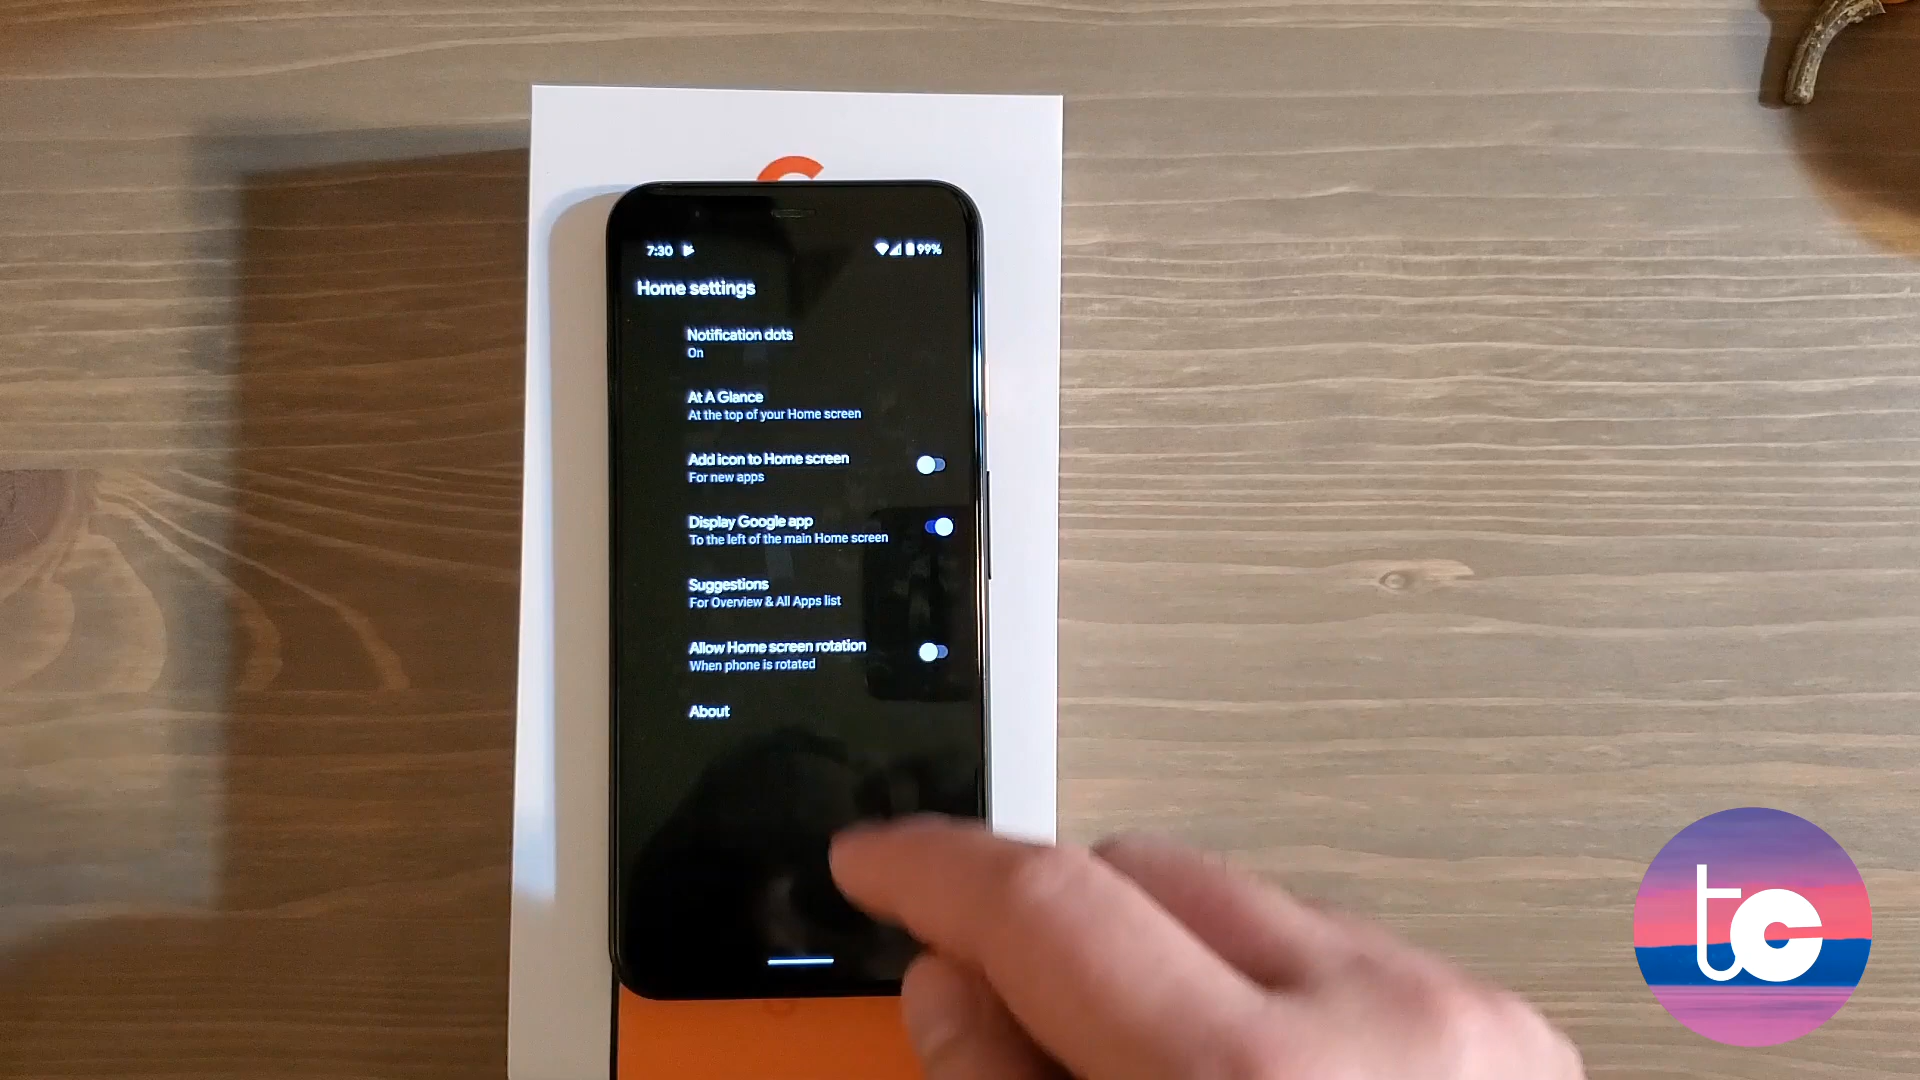 7:30
99%
Home settings
Notification dots
On
At A Glance
At the top of your Home screen
Add icon to Home screen
For new apps
Display Google app
To the left of the main Home screen
Suggestions
For Overview & All Apps list
Allow Home screen rotation
When phone is rotated
About
tc